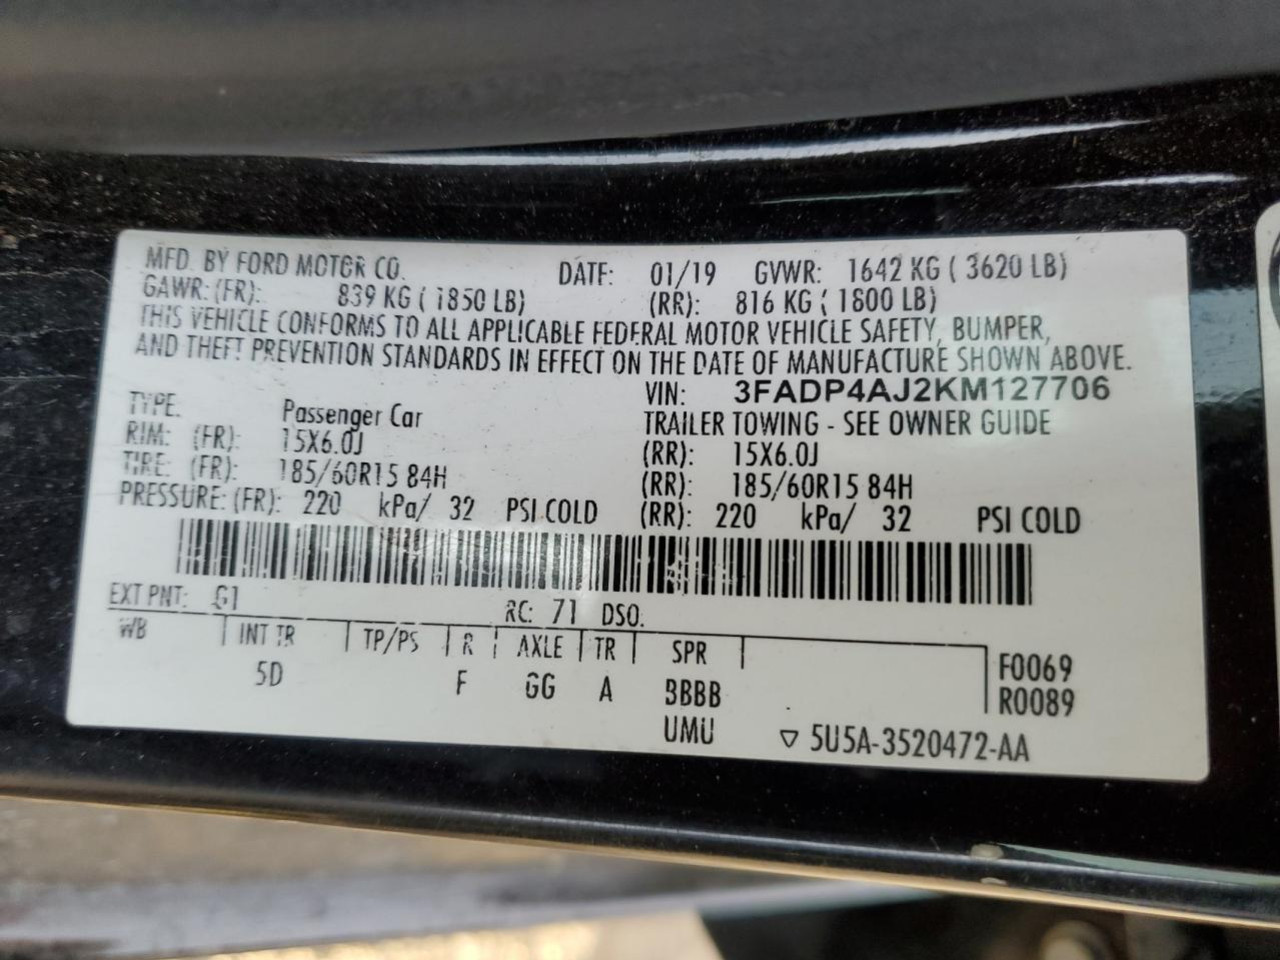 MFD. BY FORD MOTOR CO. DATE: 01/19 GVWR: 1642 KG ( 3620 LB)
GAWR: (FR): 839 KG ( 1850 LB) (RR): 816 KG ( 1800 LB)
THIS VEHICLE CONFORMS TO ALL APPLICABLE FEDERAL MOTOR VEHICLE SAFETY, BUMPER,
AND THEFT PREVENTION STANDARDS IN EFFECT ON THE DATE OF MANUFACTURE SHOWN ABOVE.
VIN: 3FADP4AJ2KM127706
TYPE: Passenger Car TRAILER TOWING - SEE OWNER GUIDE
RIM: (FR): 15X6.0J (RR): 15X6.0J
TIRE: (FR): 185/60R15 84H (RR): 185/60R15 84H
PRESSURE: (FR): 220 kPa/ 32 PSI COLD (RR): 220 kPa/ 32 PSI COLD
EXT PNT: G1 RC: 71 DSO:
WB INT TR TP/PS R AXLE TR SPR
5D F GG A BBBB
UMU
F0069
R0089
▽ 5U5A-3520472-AA